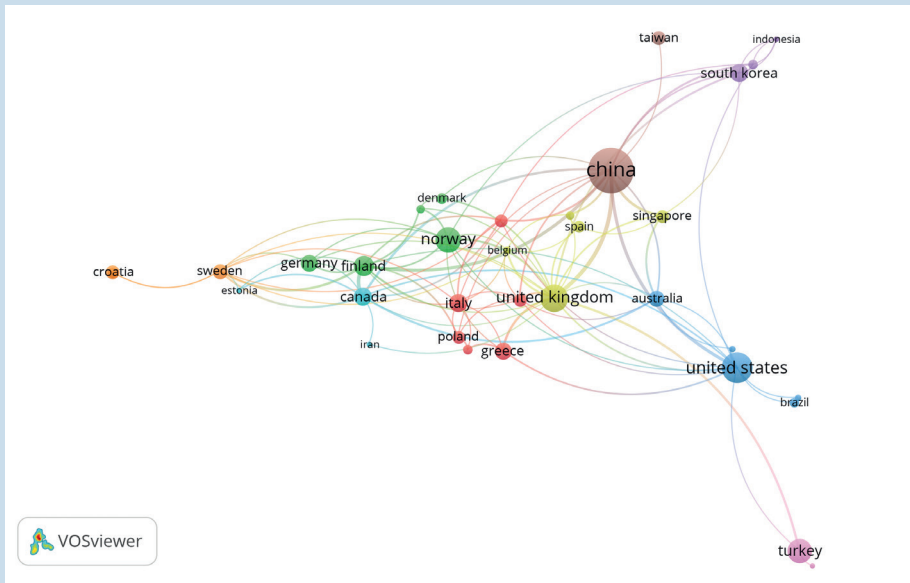 taiwan
indonesia
south korea
china
denmark
singapore
spain
norway
belgium
germany
finland
croatia
sweden
estonia
canada
united kingdom
italy
australia
poland
iran
greece
united states
brazil
VOSviewer
turkey